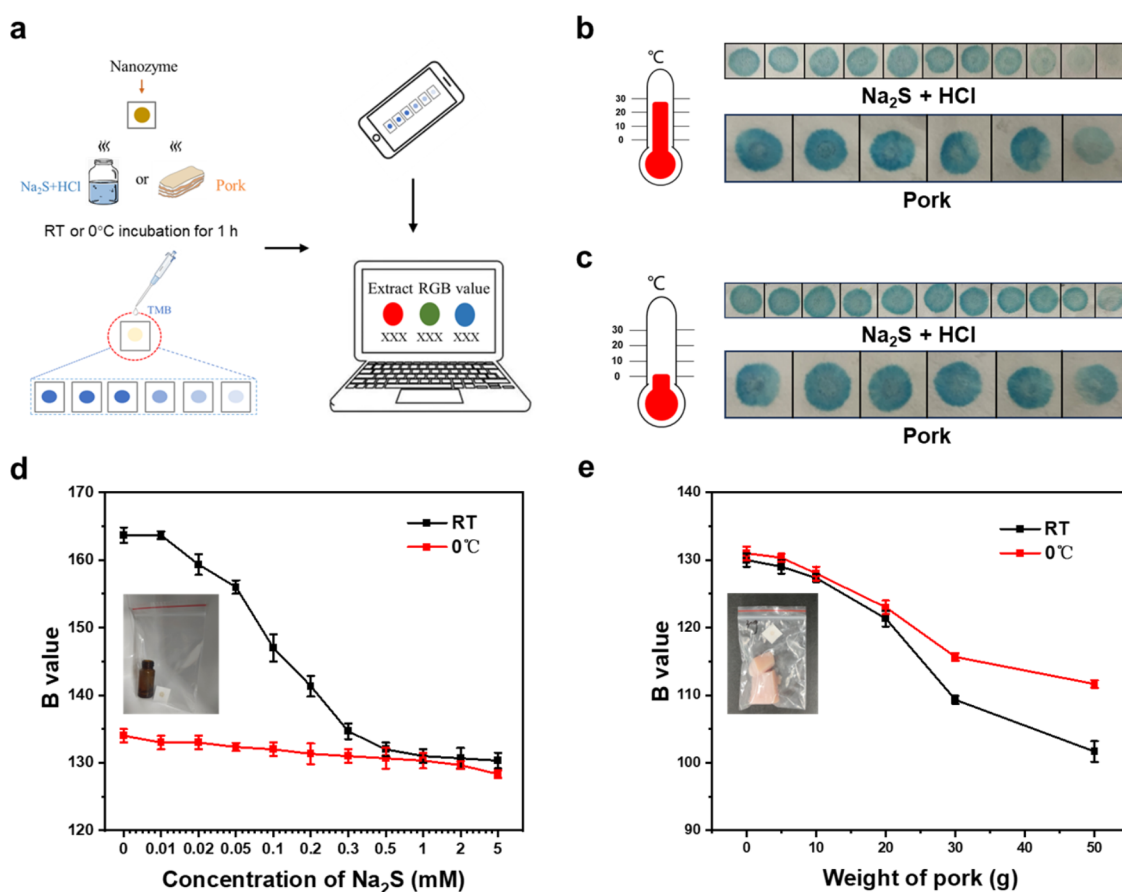 a
Nanozyme
Na₂S+HCl
or
Pork
RT or 0°C incubation for 1 h
TMB
Extract RGB value
XXX XXX XXX
b
°C
30
20
10
0
Na₂S + HCl
Pork
c
°C
30
20
10
0
Na₂S + HCl
Pork
d
170
160
150
140
130
120
B value
RT
0℃
0 0.01 0.02 0.05 0.1 0.2 0.3 0.5 1 2 5
Concentration of Na₂S (mM)
e
140
130
120
110
100
90
B value
RT
0℃
0 10 20 30 40 50
Weight of pork (g)